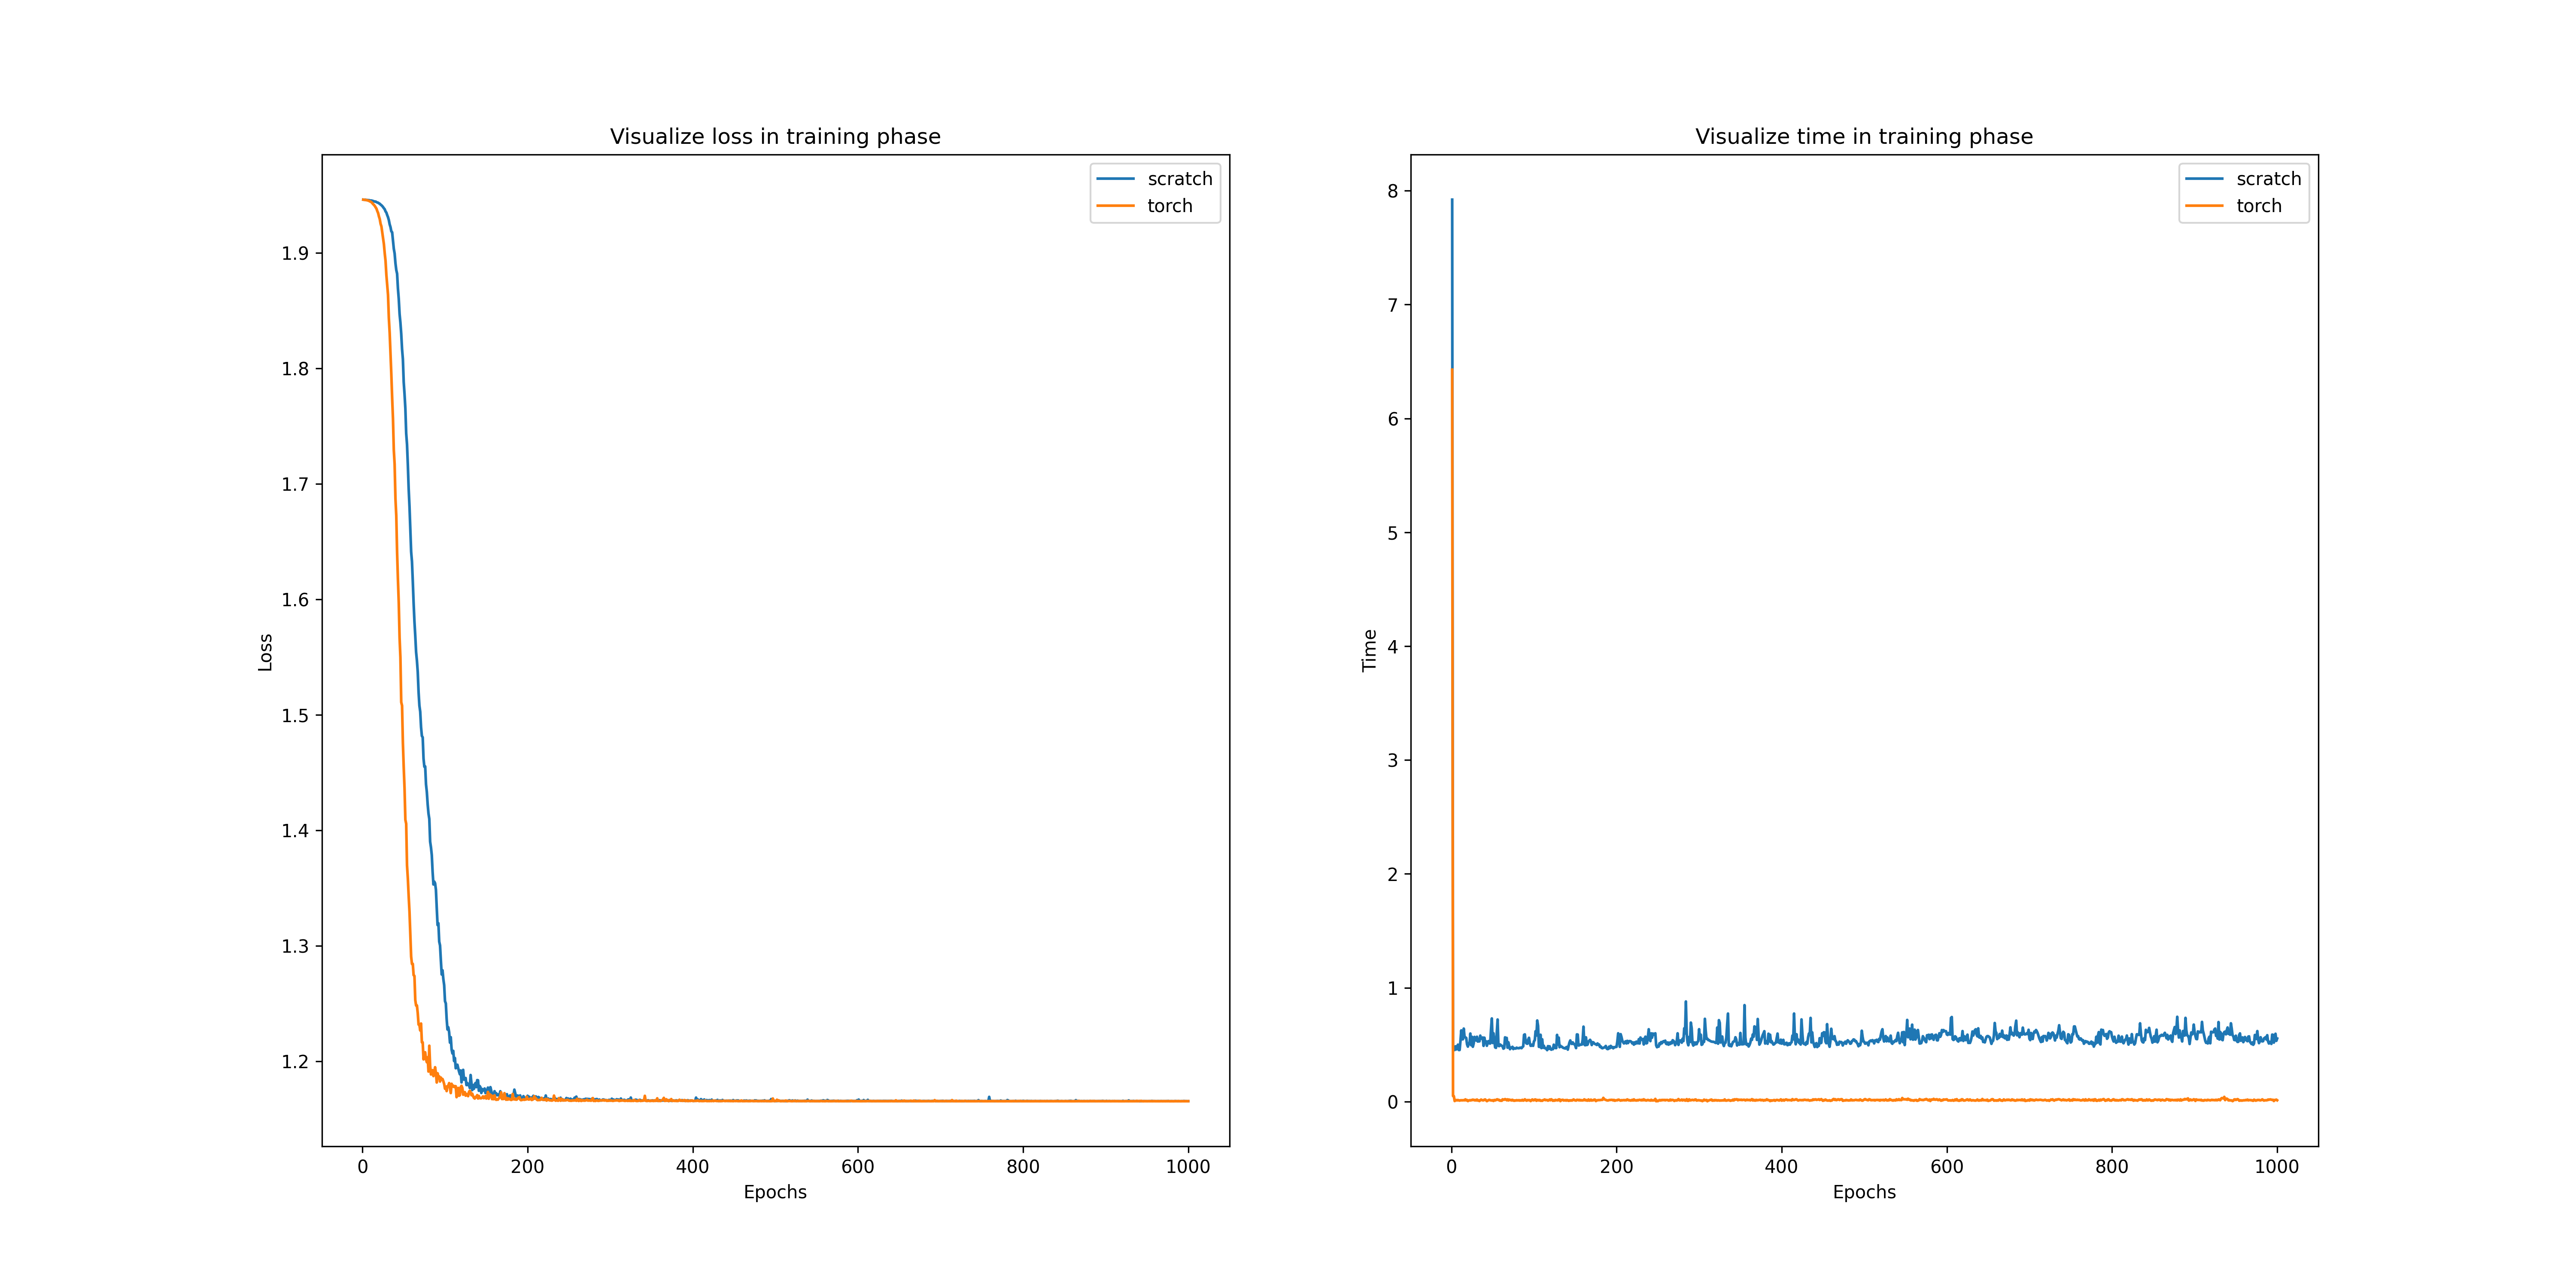 Visualize loss in training phase
scratch
torch
1.9
1.8
1.7
1.6
1.5
1.4
1.3
1.2
Loss
0 200 400 600 800 1000
Epochs
Visualize time in training phase
scratch
torch
8
7
6
5
4
3
2
1
0
Time
0 200 400 600 800 1000
Epochs